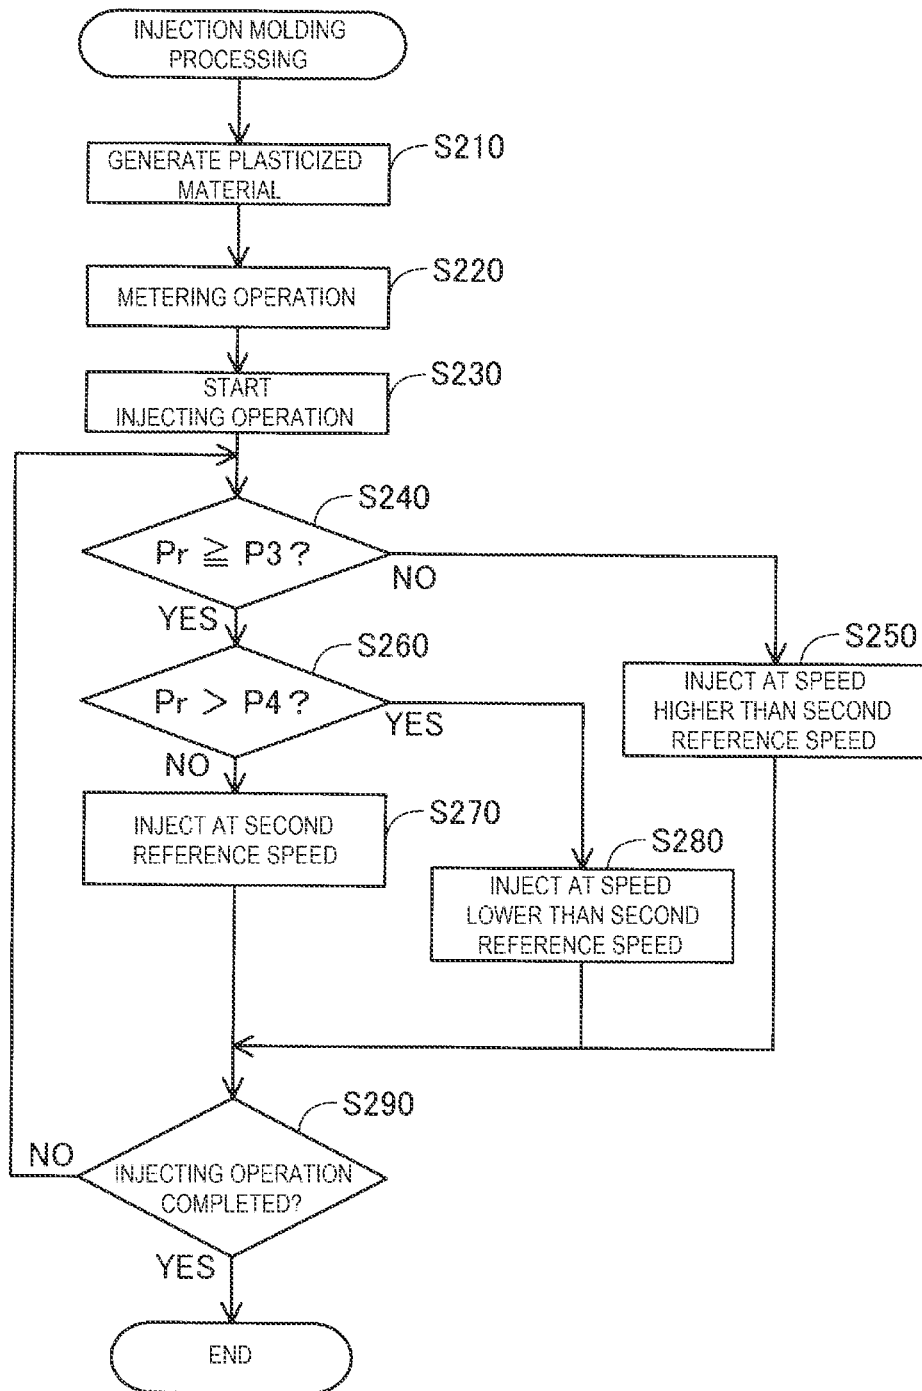 INJECTION MOLDING
PROCESSING
S210
GENERATE PLASTICIZED
MATERIAL
S220
METERING OPERATION
S230
START
INJECTING OPERATION
S240
Pr ≧ P3?
NO
YES
S260
S250
Pr > P4?
YES
INJECT AT SPEED
HIGHER THAN SECOND
REFERENCE SPEED
NO
S270
INJECT AT SECOND
REFERENCE SPEED
S280
INJECT AT SPEED
LOWER THAN SECOND
REFERENCE SPEED
S290
NO
INJECTING OPERATION
COMPLETED?
YES
END